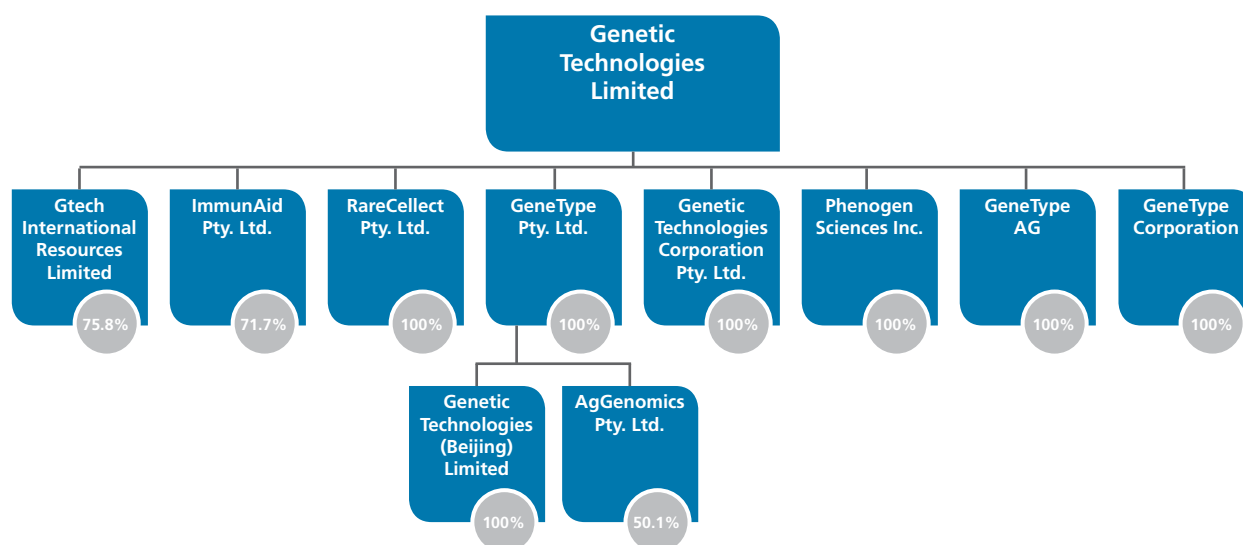 Genetic
Technologies
Limited
Gtech
International
Resources
Limited
75.8%
ImmunAid
Pty. Ltd.
71.7%
RareCellect
Pty. Ltd.
100%
GeneType
Pty. Ltd.
100%
Genetic
Technologies
Corporation
Pty. Ltd.
100%
Phenogen
Sciences Inc.
100%
GeneType
AG
100%
GeneType
Corporation
100%
Genetic
Technologies
(Beijing)
Limited
100%
AgGenomics
Pty. Ltd.
50.1%